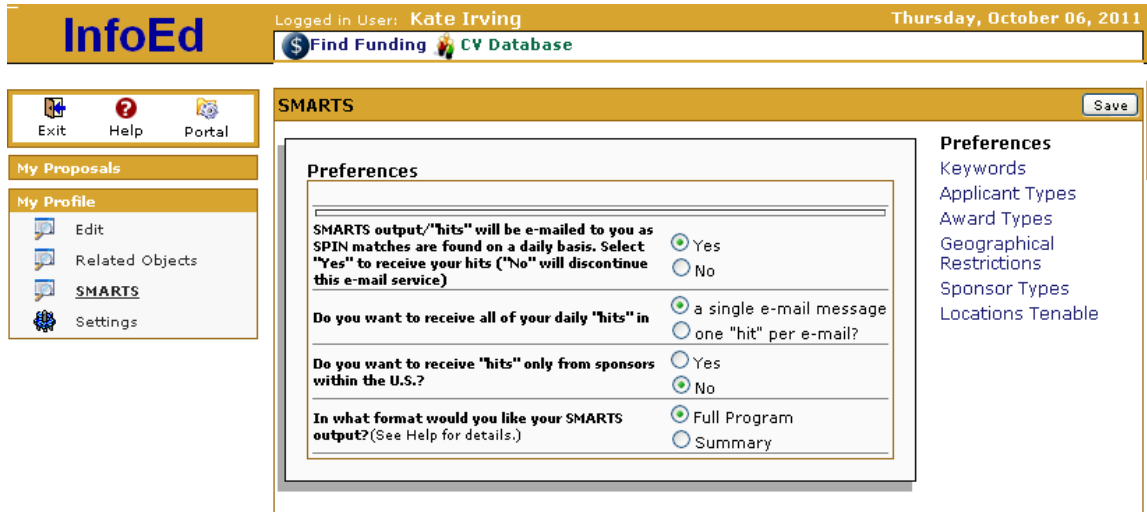 InfoEd
Logged in User: Kate Irving
Thursday, October 06, 2011
$Find Funding CV Database
Exit Help Portal
My Proposals
My Profile
Edit
Related Objects
SMARTS
Settings
SMARTS
Save
Preferences
SMARTS output/"hits" will be e-mailed to you as
SPIN matches are found on a daily basis. Select
"Yes" to receive your hits ("No" will discontinue
this e-mail service)
Yes
No
Do you want to receive all of your daily "hits" in
a single e-mail message
one "hit" per e-mail?
Do you want to receive "hits" only from sponsors
within the U.S.?
Yes
No
In what format would you like your SMARTS
output?(See Help for details.)
Full Program
Summary
Preferences
Keywords
Applicant Types
Award Types
Geographical
Restrictions
Sponsor Types
Locations Tenable